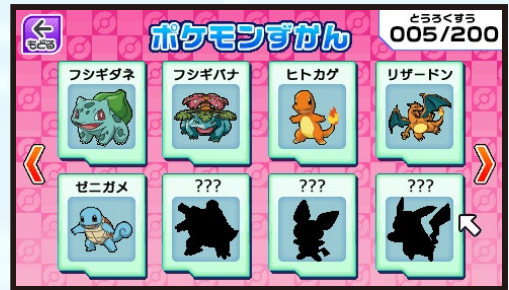 もどる
ポケモンずかん
とうろくすう
005/200
フシギダネ
フシギバナ
ヒトカゲ
リザードン
ゼニガメ
???
???
???